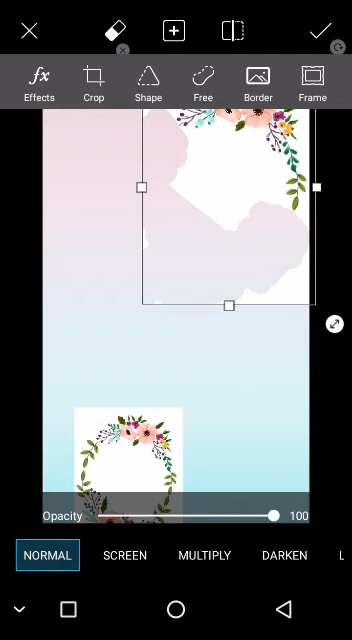 Effects Crop Shape Free Border Frame
Opacity 100
NORMAL SCREEN MULTIPLY DARKEN L